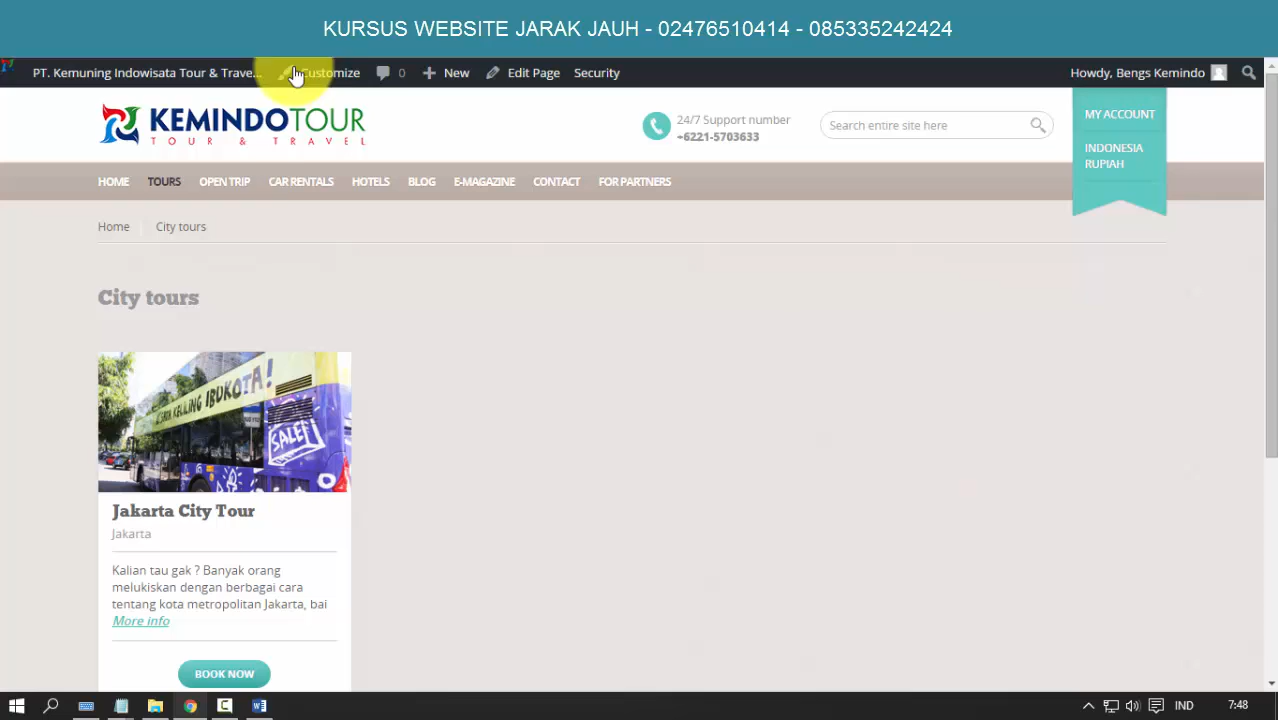 KURSUS WEBSITE JARAK JAUH - 02476510414 - 085335242424
PT. Kemuning Indowisata Tour & Trave... Customize 0 New Edit Page Security Howdy, Bengs Kemindo
KEMINDOTOUR
TOUR & TRAVEL
24/7 Support number
+6221-5703633
Search entire site here
MY ACCOUNT
INDONESIA
RUPIAH
HOME TOURS OPEN TRIP CAR RENTALS HOTELS BLOG E-MAGAZINE CONTACT FOR PARTNERS
Home City tours
City tours
KELILING IBUKOTA!
SALE!
Jakarta City Tour
Jakarta
Kalian tau gak ? Banyak orang
melukiskan dengan berbagai cara
tentang kota metropolitan Jakarta, bai
More info
BOOK NOW
IND 7:48